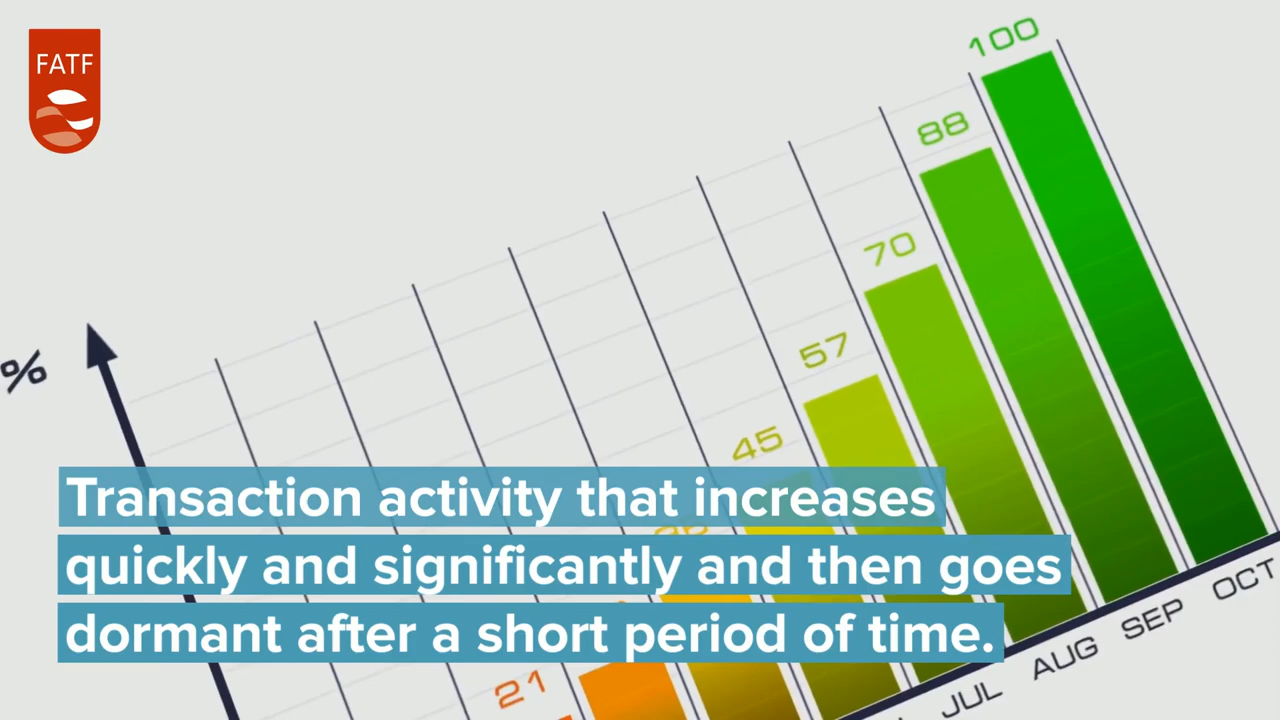 FATF
100
88
70
57
45
21
%
Transaction activity that increases
quickly and significantly and then goes
dormant after a short period of time.
JUL
AUG
SEP
OCT